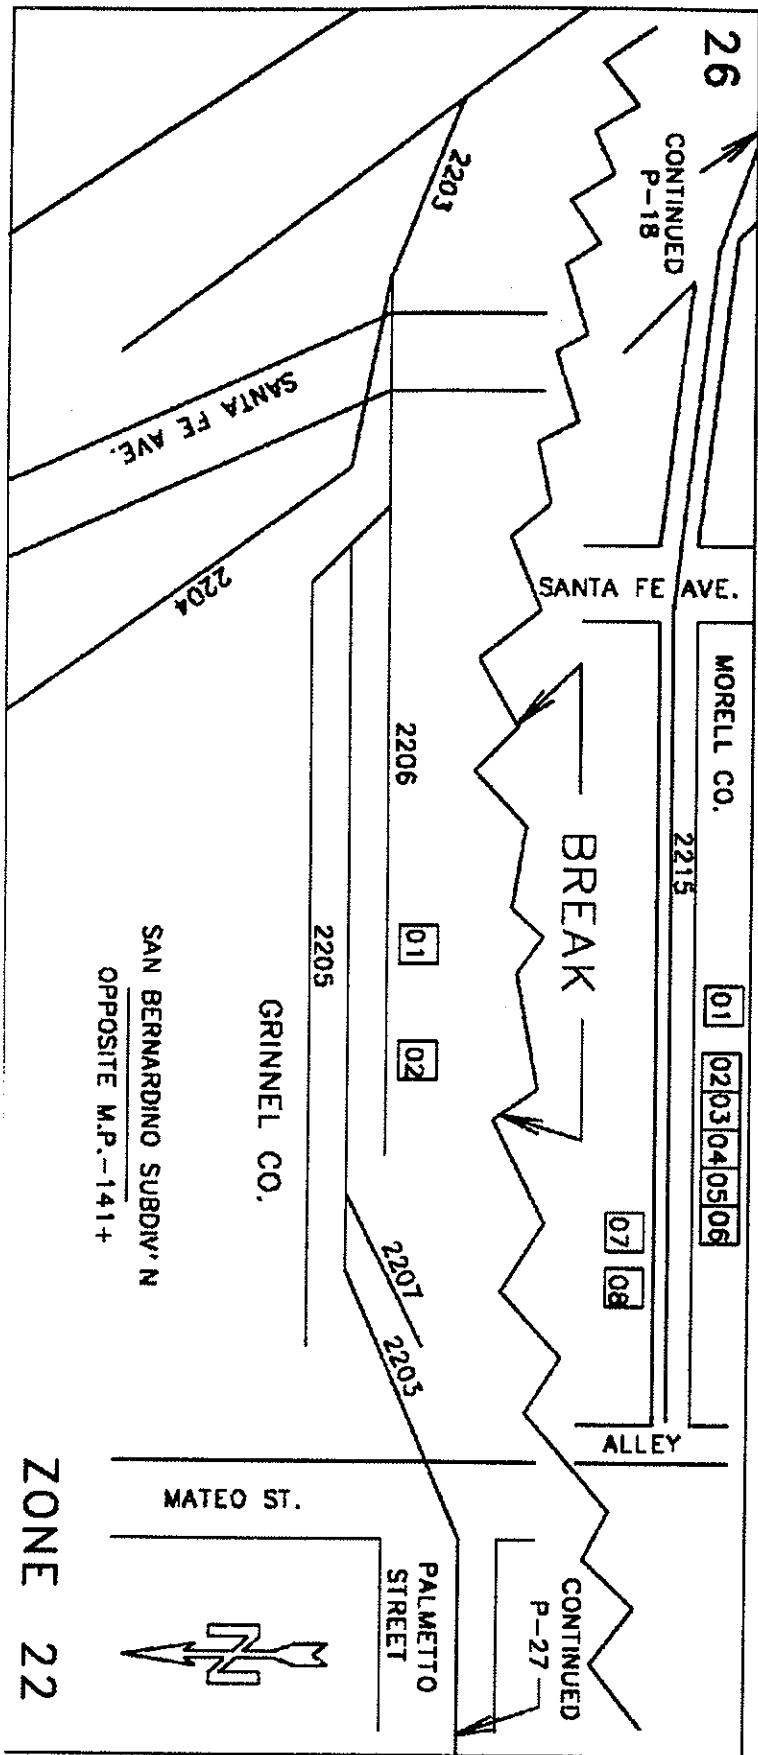 26
CONTINUED
P-18
MORELL CO.
SANTA FE AVE.
2215
01 02 03 04 05 06
07 08
ALLEY
BREAK
2203
SANTA FE AVE.
2204
2206
01 02
2205
GRINNEL CO.
2207
2203
MATEO ST.
PALMETTO
STREET
CONTINUED
P-27
SAN BERNARDINO SUBDIV'N
OPPOSITE M.P.-141+
N
ZONE 22